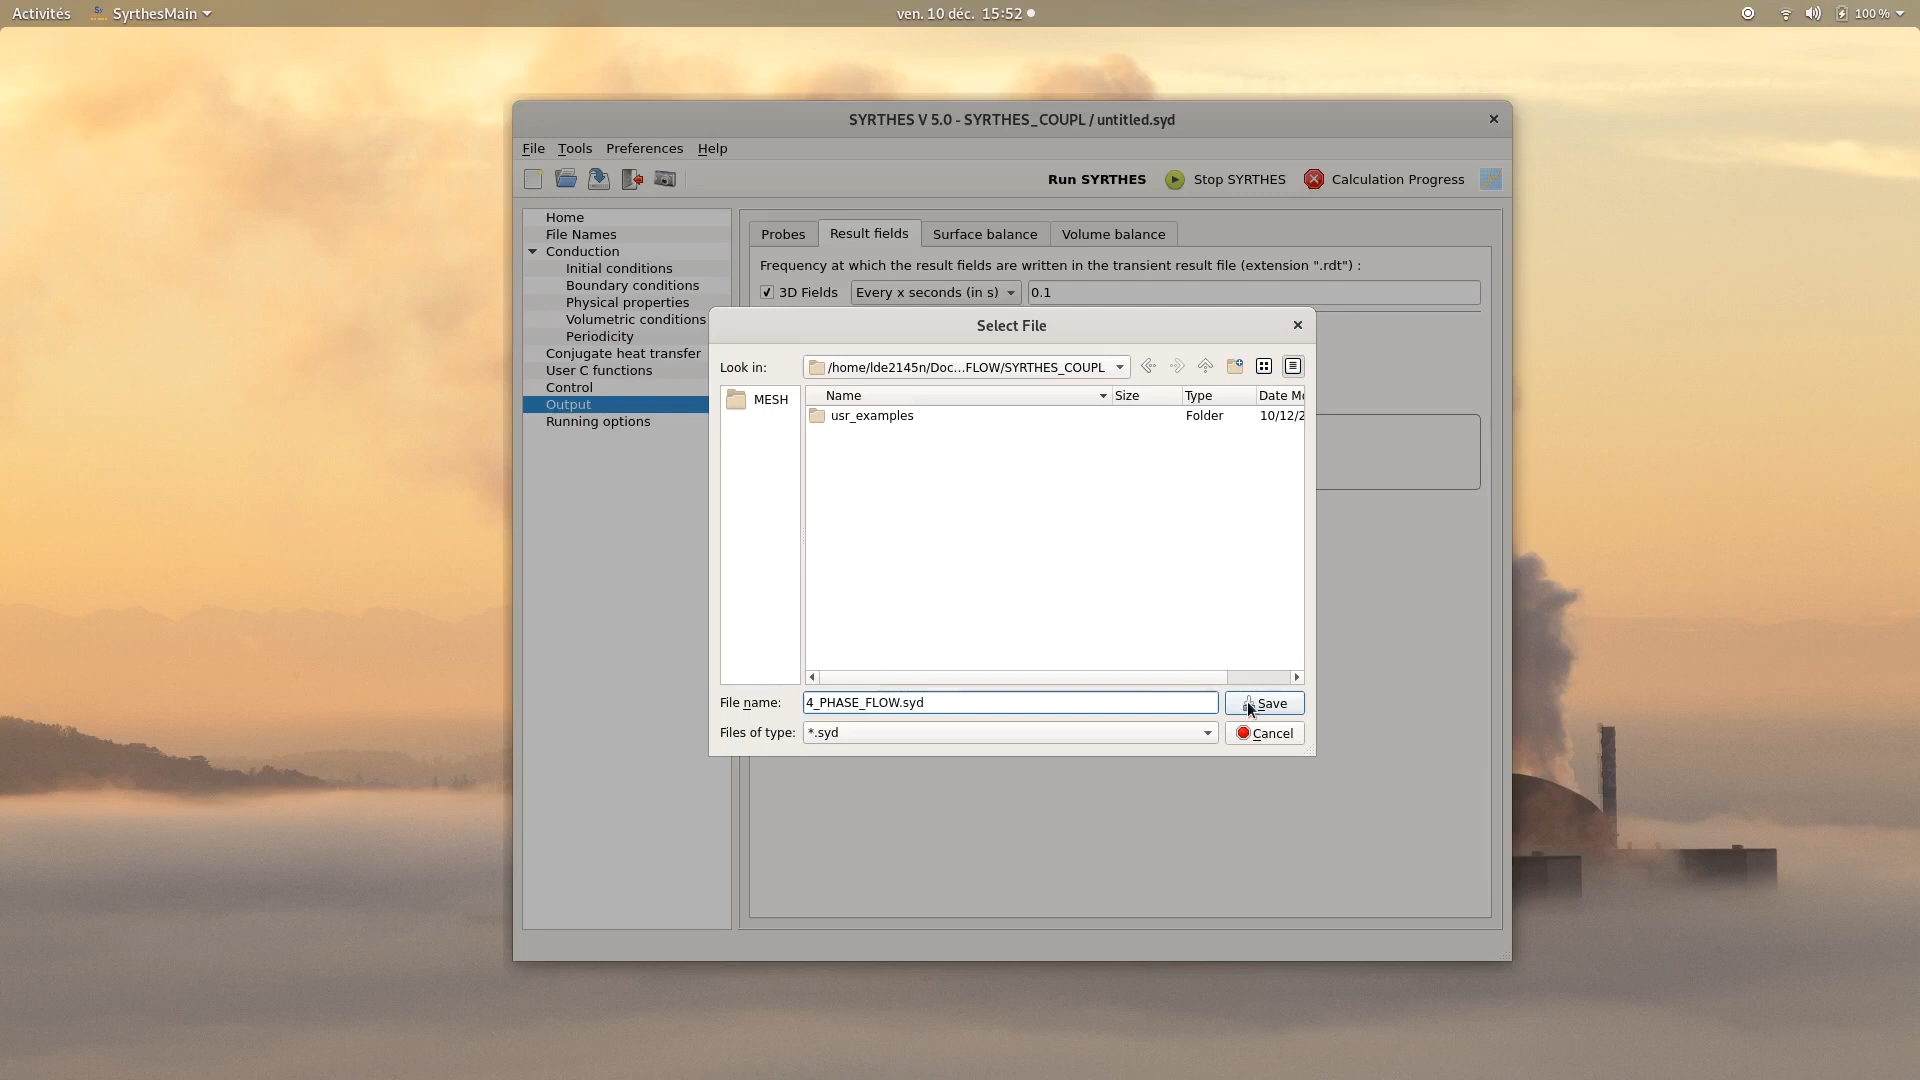 Activités SyrthesMain ven. 10 déc. 15:52 100 %
SYRTHES V 5.0 - SYRTHES_COUPL / untitled.syd
File Tools Preferences Help
Run SYRTHES Stop SYRTHES Calculation Progress
Home
File Names
Conduction
Initial conditions
Boundary conditions
Physical properties
Volumetric conditions
Periodicity
Conjugate heat transfer
User C functions
Control
Output
Running options
Probes Result fields Surface balance Volume balance
Frequency at which the result fields are written in the transient result file (extension ".rdt") :
3D Fields Every x seconds (in s) 0.1
Select File
Look in: /home/lde2145n/Doc...FLOW/SYRTHES_COUPL
MESH
Name Size Type Date Mo
usr_examples Folder 10/12/2
File name: 4_PHASE_FLOW.syd Save
Files of type: *.syd Cancel